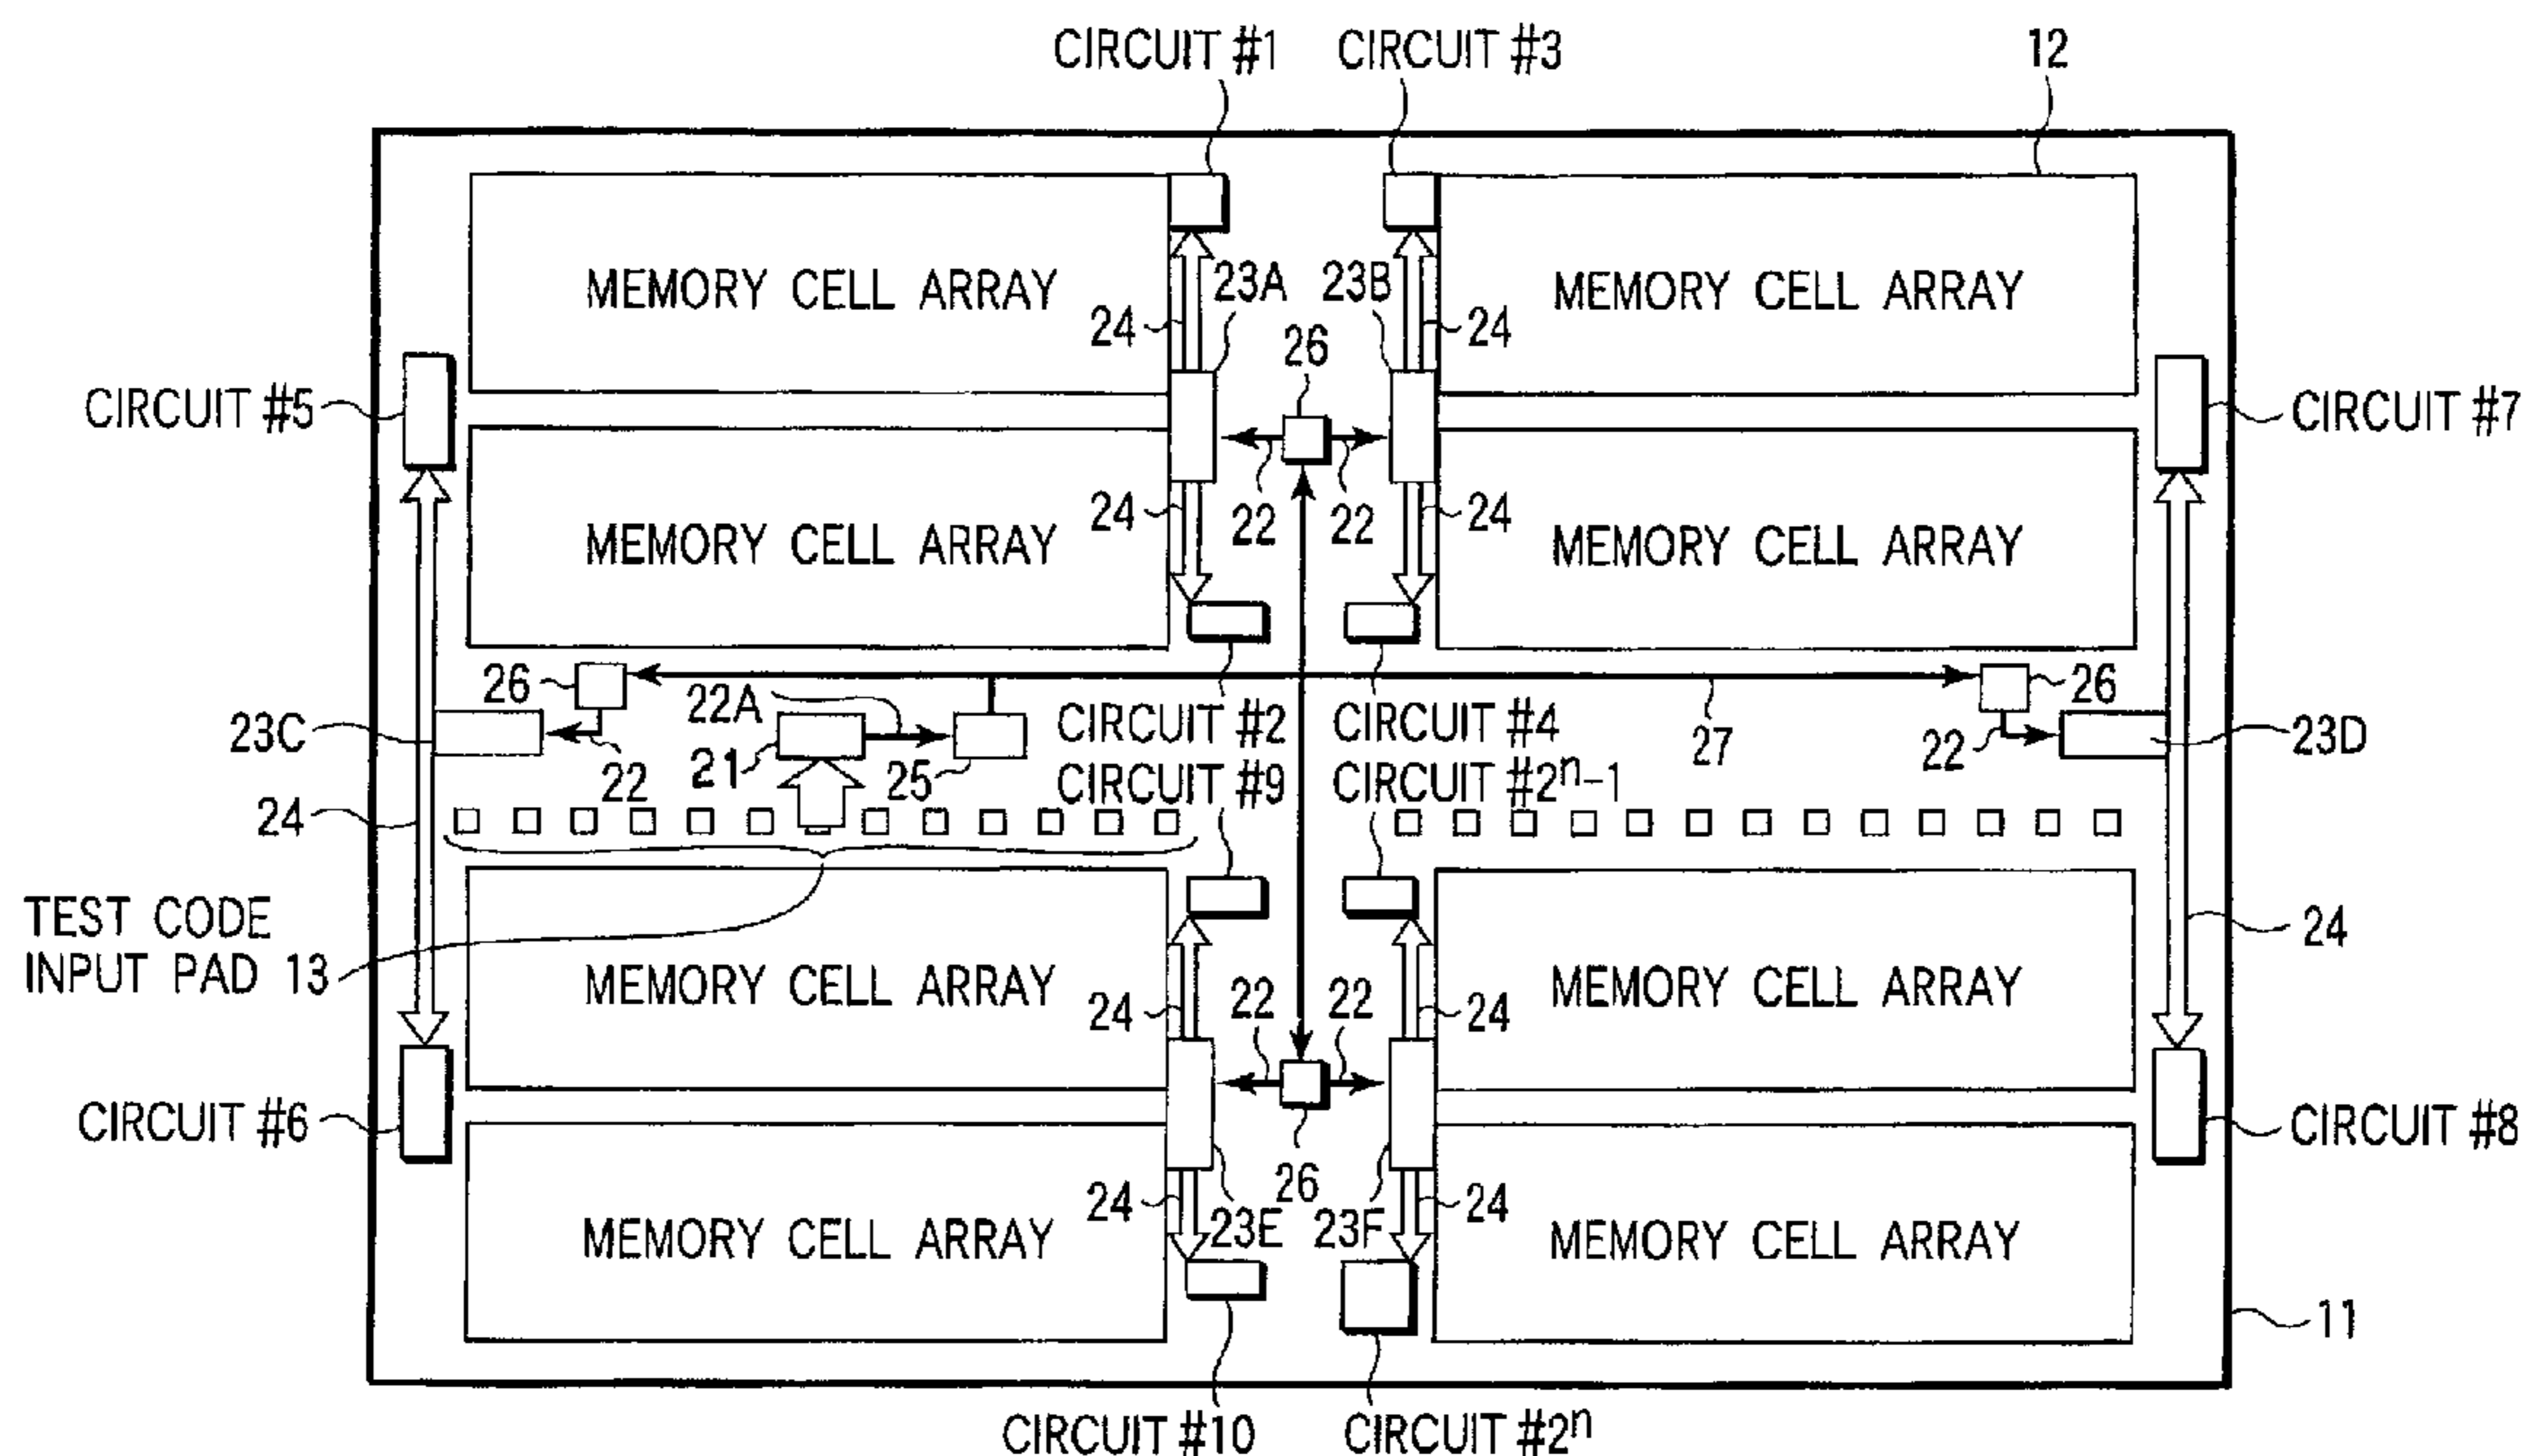 CIRCUIT #1 CIRCUIT #3 12
MEMORY CELL ARRAY 23A 23B MEMORY CELL ARRAY
24 26 24
CIRCUIT #5 CIRCUIT #7
24 22 22 24
MEMORY CELL ARRAY MEMORY CELL ARRAY
26 22A 26
23C 21 22 25 CIRCUIT #2 CIRCUIT #4 27 22 23D
CIRCUIT #9 CIRCUIT #2ⁿ-1
24
TEST CODE
INPUT PAD 13
24
MEMORY CELL ARRAY MEMORY CELL ARRAY
24 22 22 24
CIRCUIT #6 CIRCUIT #8
24 26 24
23E 23F
MEMORY CELL ARRAY MEMORY CELL ARRAY
11
CIRCUIT #10 CIRCUIT #2ⁿ